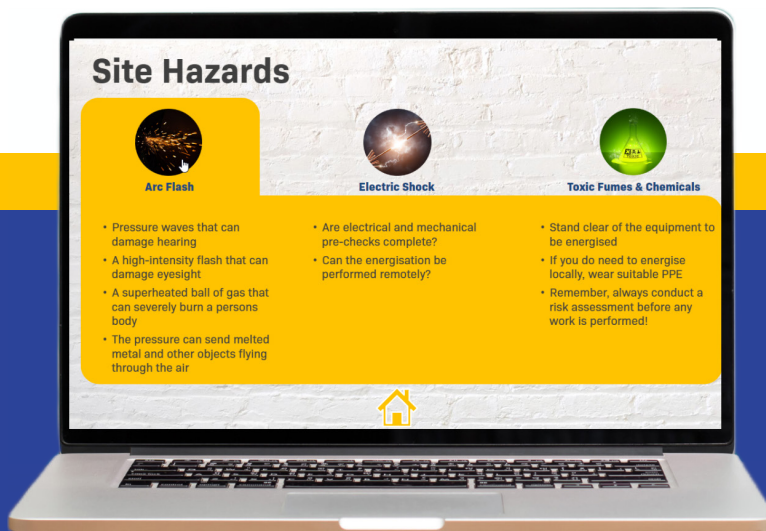 Site Hazards
Arc Flash
Electric Shock
Toxic Fumes & Chemicals
• Pressure waves that can
damage hearing
• A high-intensity flash that can
damage eyesight
• A superheated ball of gas that
can severely burn a persons
body
• The pressure can send melted
metal and other objects flying
through the air
• Are electrical and mechanical
pre-checks complete?
• Can the energisation be
performed remotely?
• Stand clear of the equipment to
be energised
• If you do need to energise
locally, wear suitable PPE
• Remember, always conduct a
risk assessment before any
work is performed!